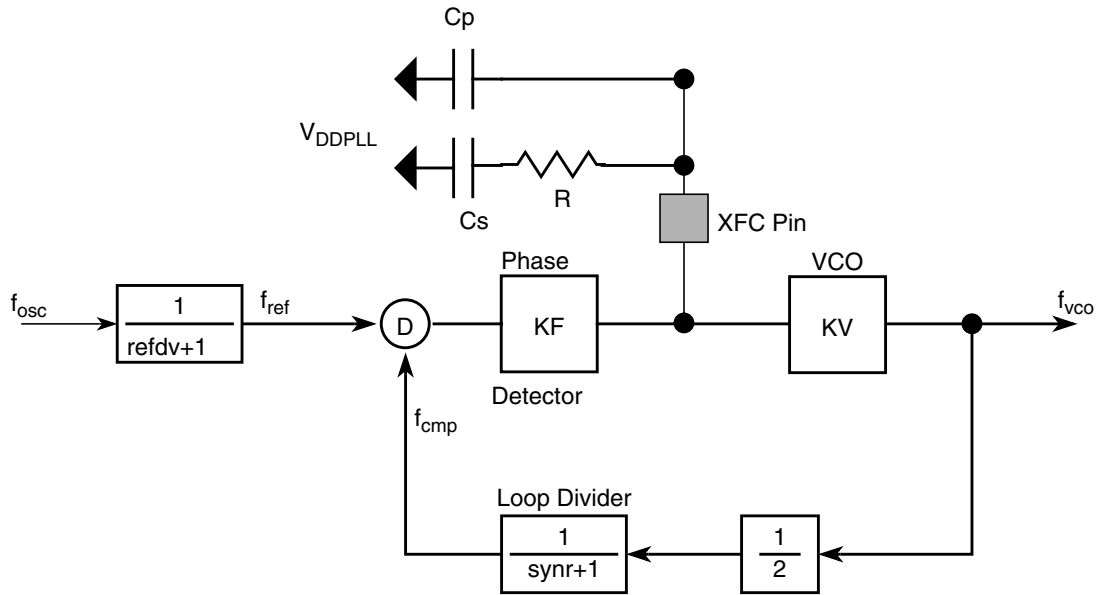 Cp
VDDPLL
R
Cs
XFC Pin
Phase
VCO
fosc
1
refdv+1
fref
D
KF
KV
fvco
Detector
fcmp
Loop Divider
1
synr+1
1
2